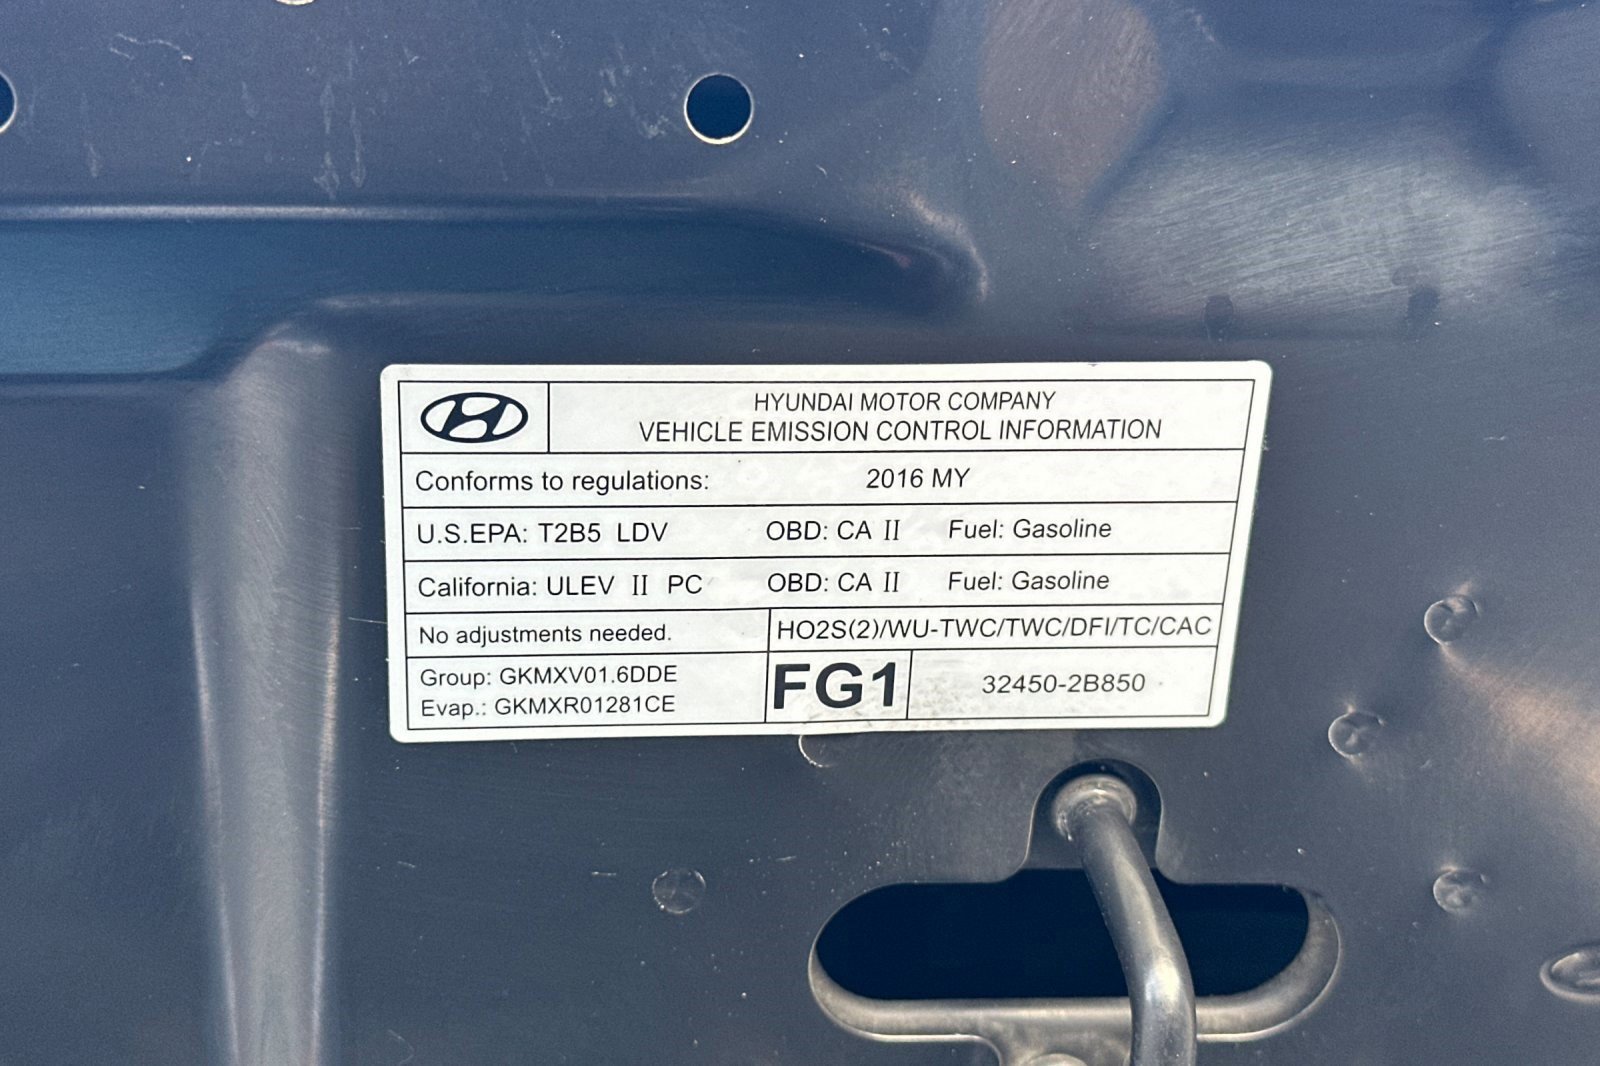 HYUNDAI MOTOR COMPANY
VEHICLE EMISSION CONTROL INFORMATION
Conforms to regulations: 2016 MY
U.S.EPA: T2B5 LDV OBD: CA II Fuel: Gasoline
California: ULEV II PC OBD: CA II Fuel: Gasoline
No adjustments needed. HO2S(2)/WU-TWC/TWC/DFI/TC/CAC
Group: GKMXV01.6DDE
Evap.: GKMXR01281CE
FG1
32450-2B850